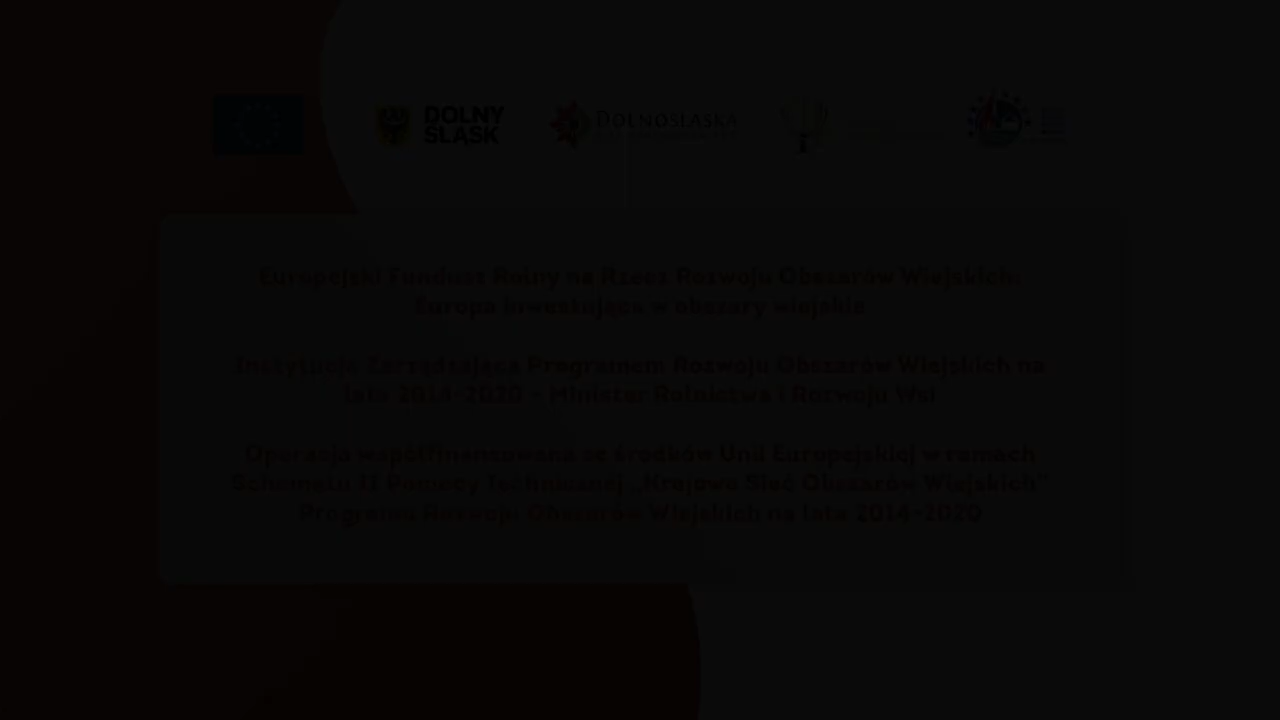 DOLNY
ŚLĄSK
DOLNOŚLĄSKA
Europejski Fundusz Rolny na Rzecz Rozwoju Obszarów Wiejskich:
Europa inwestująca w obszary wiejskie
Instytucja Zarządzająca Programem Rozwoju Obszarów Wiejskich na
lata 2014-2020 - Minister Rolnictwa i Rozwoju Wsi
Operacja współfinansowana ze środków Unii Europejskiej w ramach
Schematu II Pomocy Technicznej „Krajowa Sieć Obszarów Wiejskich”
Programu Rozwoju Obszarów Wiejskich na lata 2014-2020